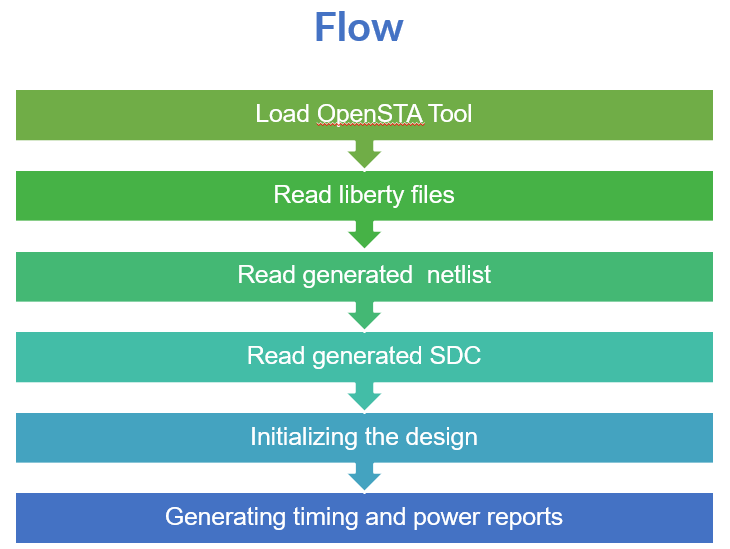 Flow
Load OpenSTA Tool
Read liberty files
Read generated  netlist
Read generated SDC
Initializing the design
Generating timing and power reports